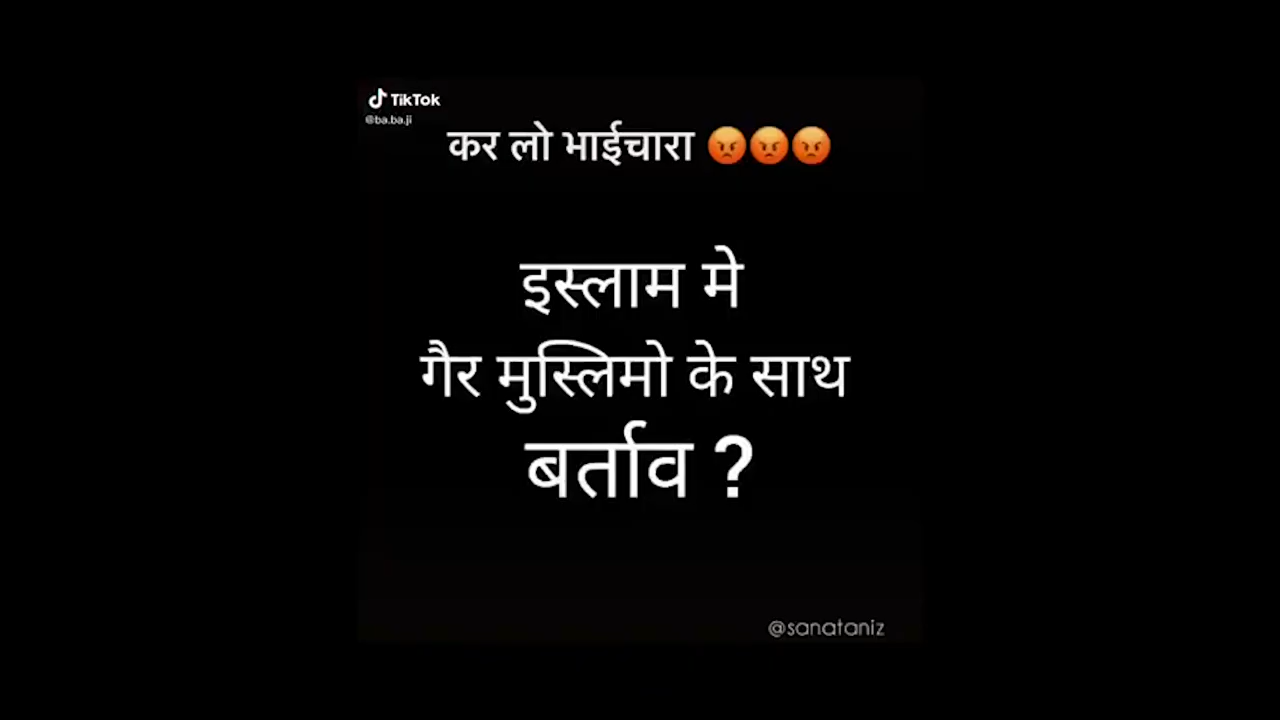 TikTok
@ba.ba.ji
कर लो भाईचारा 😡😡😡
इस्लाम मे
गैर मुस्लिमो के साथ
बर्ताव ?
@sanataniz